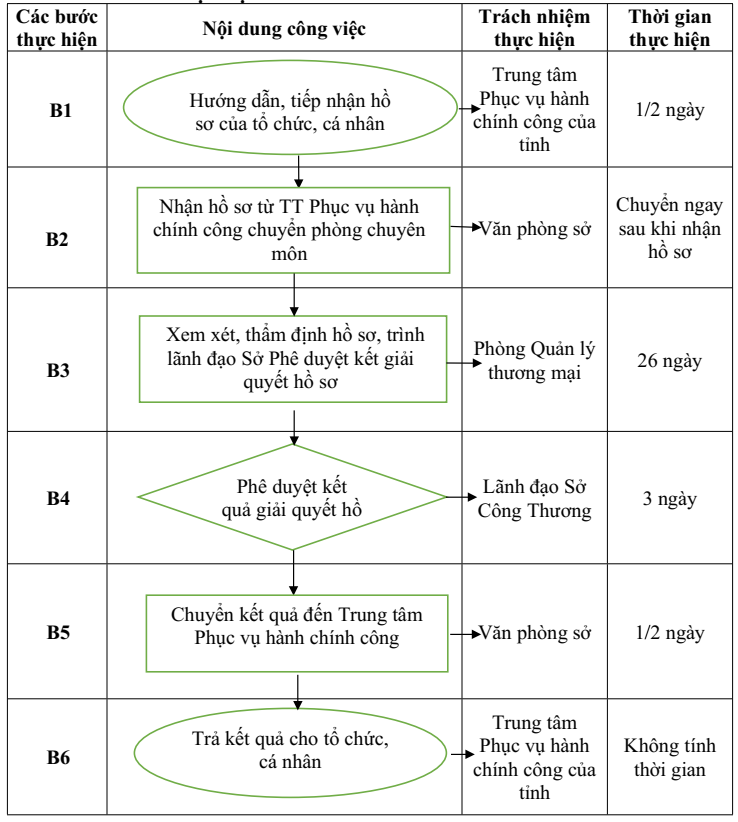 Các bước
thực hiện
Nội dung công việc
Trách nhiệm
thực hiện
Thời gian
thực hiện
B1
Hướng dẫn, tiếp nhận hồ
sơ của tổ chức, cá nhân
Trung tâm
Phục vụ hành
chính công của
tỉnh
1/2 ngày
B2
Nhận hồ sơ từ TT Phục vụ hành
chính công chuyển phòng chuyên
môn
Văn phòng sở
Chuyển ngay
sau khi nhận
hồ sơ
B3
Xem xét, thẩm định hồ sơ, trình
lãnh đạo Sở Phê duyệt kết giải
quyết hồ sơ
Phòng Quản lý
thương mại
26 ngày
B4
Phê duyệt kết
quả giải quyết hồ
Lãnh đạo Sở
Công Thương
3 ngày
B5
Chuyển kết quả đến Trung tâm
Phục vụ hành chính công
Văn phòng sở
1/2 ngày
B6
Trả kết quả cho tổ chức,
cá nhân
Trung tâm
Phục vụ hành
chính công của
tỉnh
Không tính
thời gian